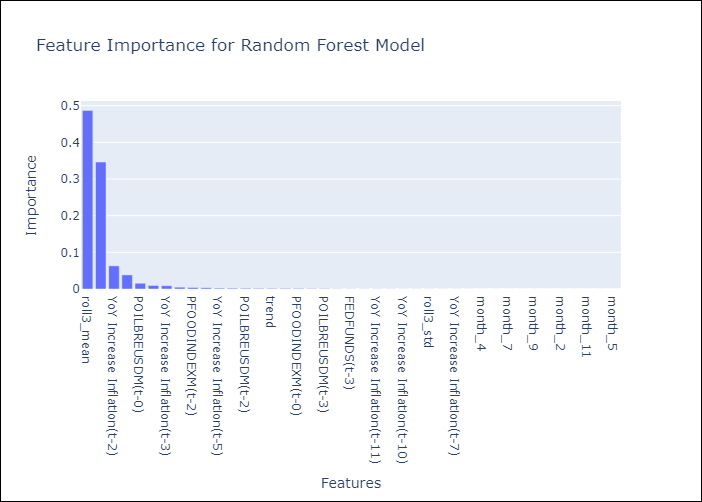 Feature Importance for Random Forest Model
0.5
0.4
0.3
0.2
0.1
0
Importance
roll3_mean
YoY Increase Inflation(t-2)
POILBREUSDM(t-0)
YoY Increase Inflation(t-3)
PFOODINDEXM(t-2)
YoY Increase Inflation(t-5)
POILBREUSDM(t-2)
trend
PFOODINDEXM(t-0)
POILBREUSDM(t-3)
FEDFUNDS(t-3)
YoY Increase Inflation(t-11)
YoY Increase Inflation(t-10)
roll3_std
YoY Increase Inflation(t-7)
month_4
month_7
month_9
month_2
month_11
month_5
Features